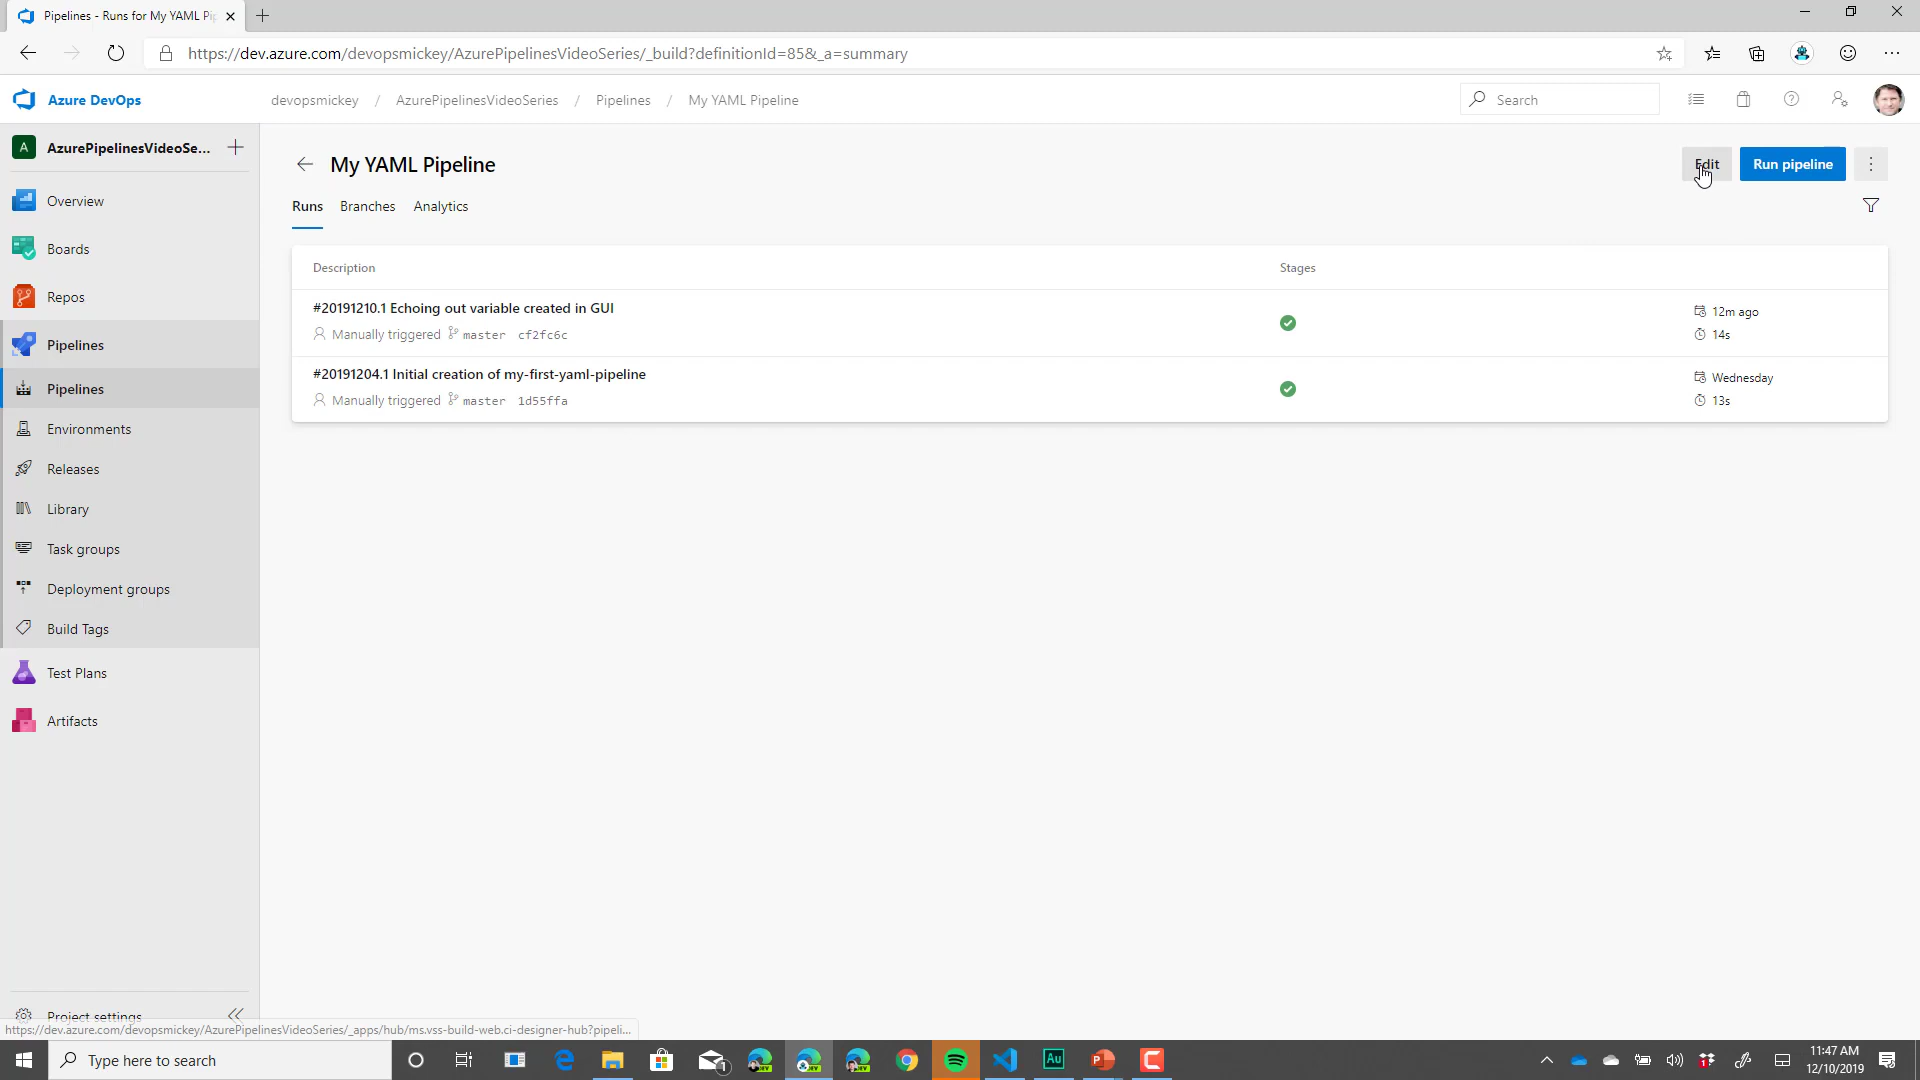 Pipelines - Runs for My YAML Pip
https://dev.azure.com/devopsmickey/AzurePipelinesVideoSeries/_build?definitionId=85&_a=summary
Azure DevOps
devopsmickey / AzurePipelinesVideoSeries / Pipelines / My YAML Pipeline
Search
A AzurePipelinesVideoSe...
My YAML Pipeline
Edit
Run pipeline
Runs Branches Analytics
Overview
Boards
Repos
Pipelines
Pipelines
Environments
Releases
Library
Task groups
Deployment groups
Build Tags
Test Plans
Artifacts
Description Stages
#20191210.1 Echoing out variable created in GUI
Manually triggered master cf2fc6c
12m ago
14s
#20191204.1 Initial creation of my-first-yaml-pipeline
Manually triggered master 1d55ffa
Wednesday
13s
Project settings
https://dev.azure.com/devopsmickey/AzurePipelinesVideoSeries/_apps/hub/ms.vss-build-web.ci-designer-hub?pipeli...
Type here to search
1
Au
1
11:47 AM
12/10/2019